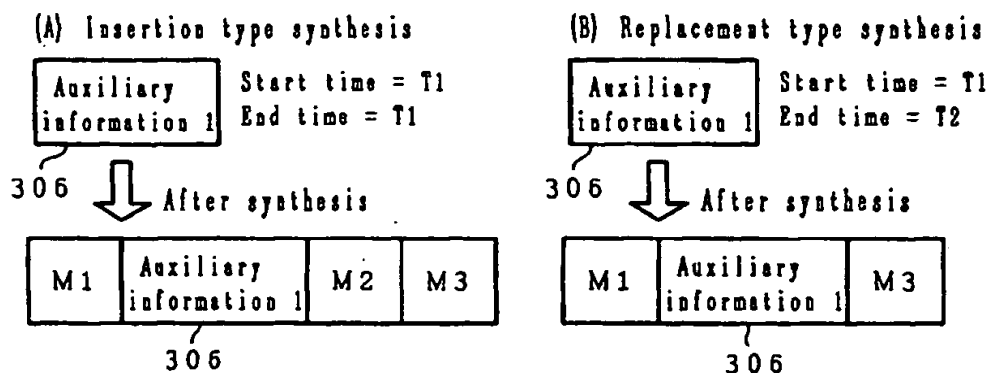 (A) Insertion type synthesis
Auxiliary
information 1
Start time = T1
End time = T1
306
After synthesis
M1
Auxiliary
information 1
M2
M3
306
(B) Replacement type synthesis
Auxiliary
information 1
Start time = T1
End time = T2
306
After synthesis
M1
Auxiliary
information 1
M3
306